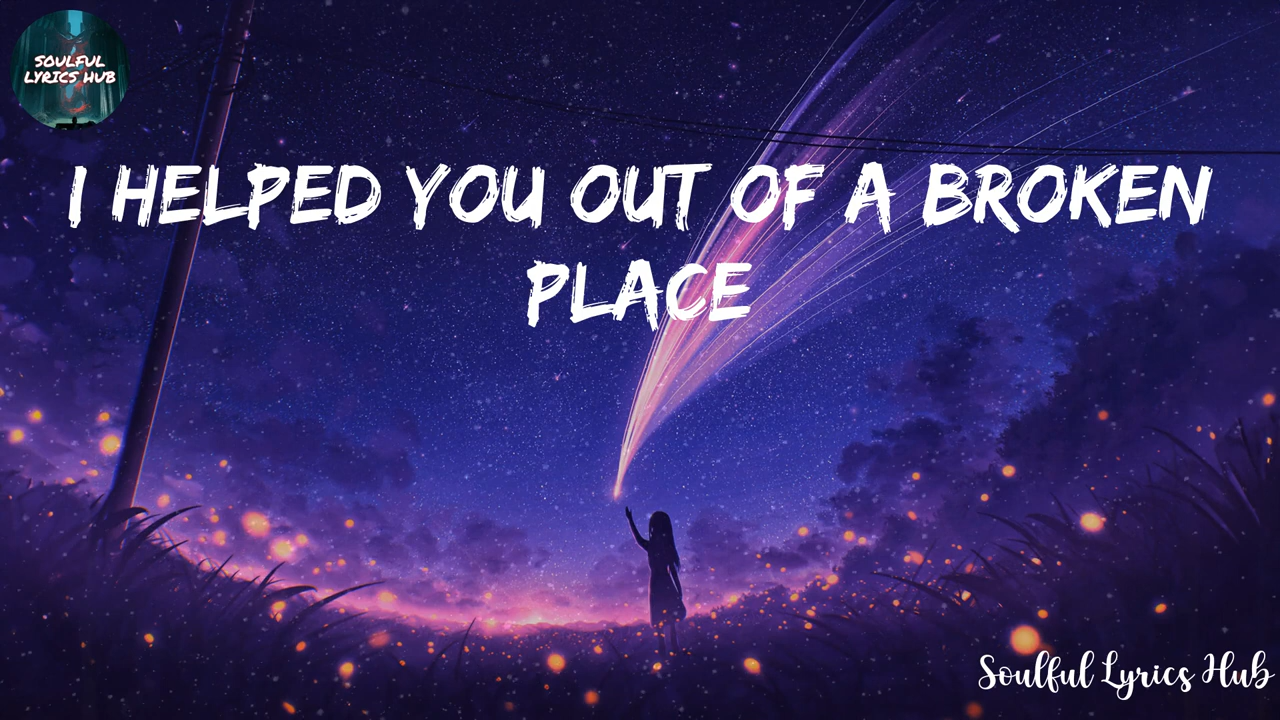 SOULFUL
LYRICS HUB
I HELPED YOU OUT OF A BROKEN
PLACE
Soulful Lyrics Hub